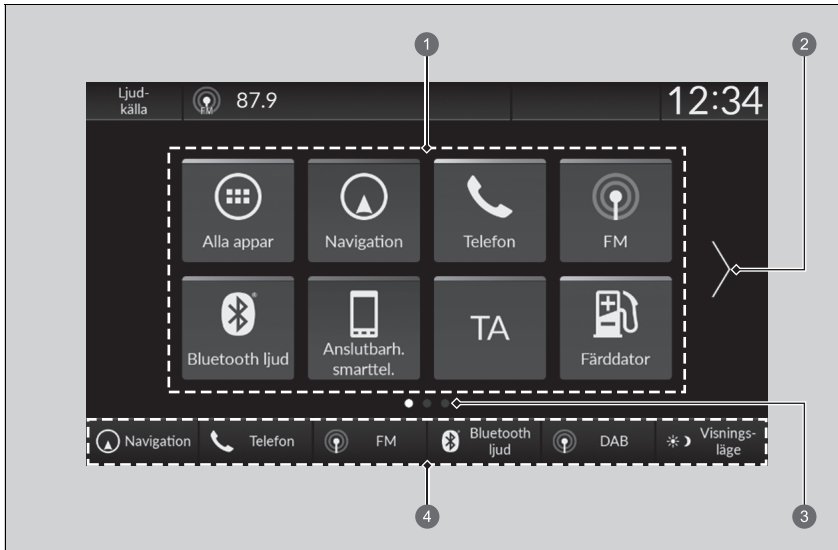 1
2
Ljud-
källa
FM
87.9
12:34
Alla appar
Navigation
Telefon
FM
Bluetooth ljud
Anslutbarh.
smarttel.
TA
Färddator
Navigation
Telefon
FM
Bluetooth
ljud
DAB
Visnings-
läge
4
3